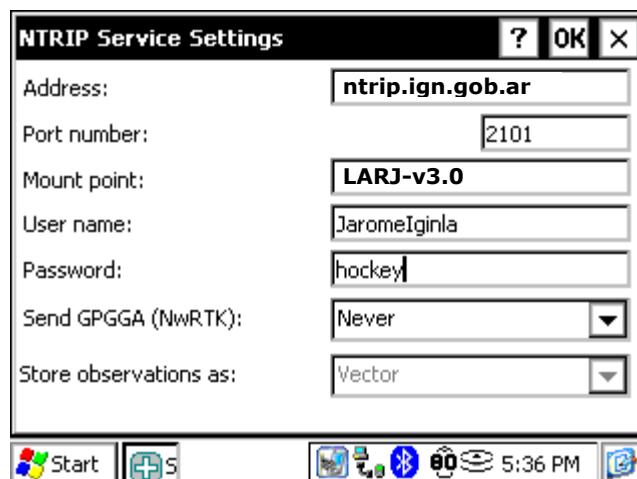 NTRIP Service Settings ? OK ×
Address: ntrip.ign.gob.ar
Port number: 2101
Mount point: LARJ-v3.0
User name: JaromeIginla
Password: hockey
Send GPGGA (NwRTK): Never
Store observations as: Vector
Start S 5:36 PM